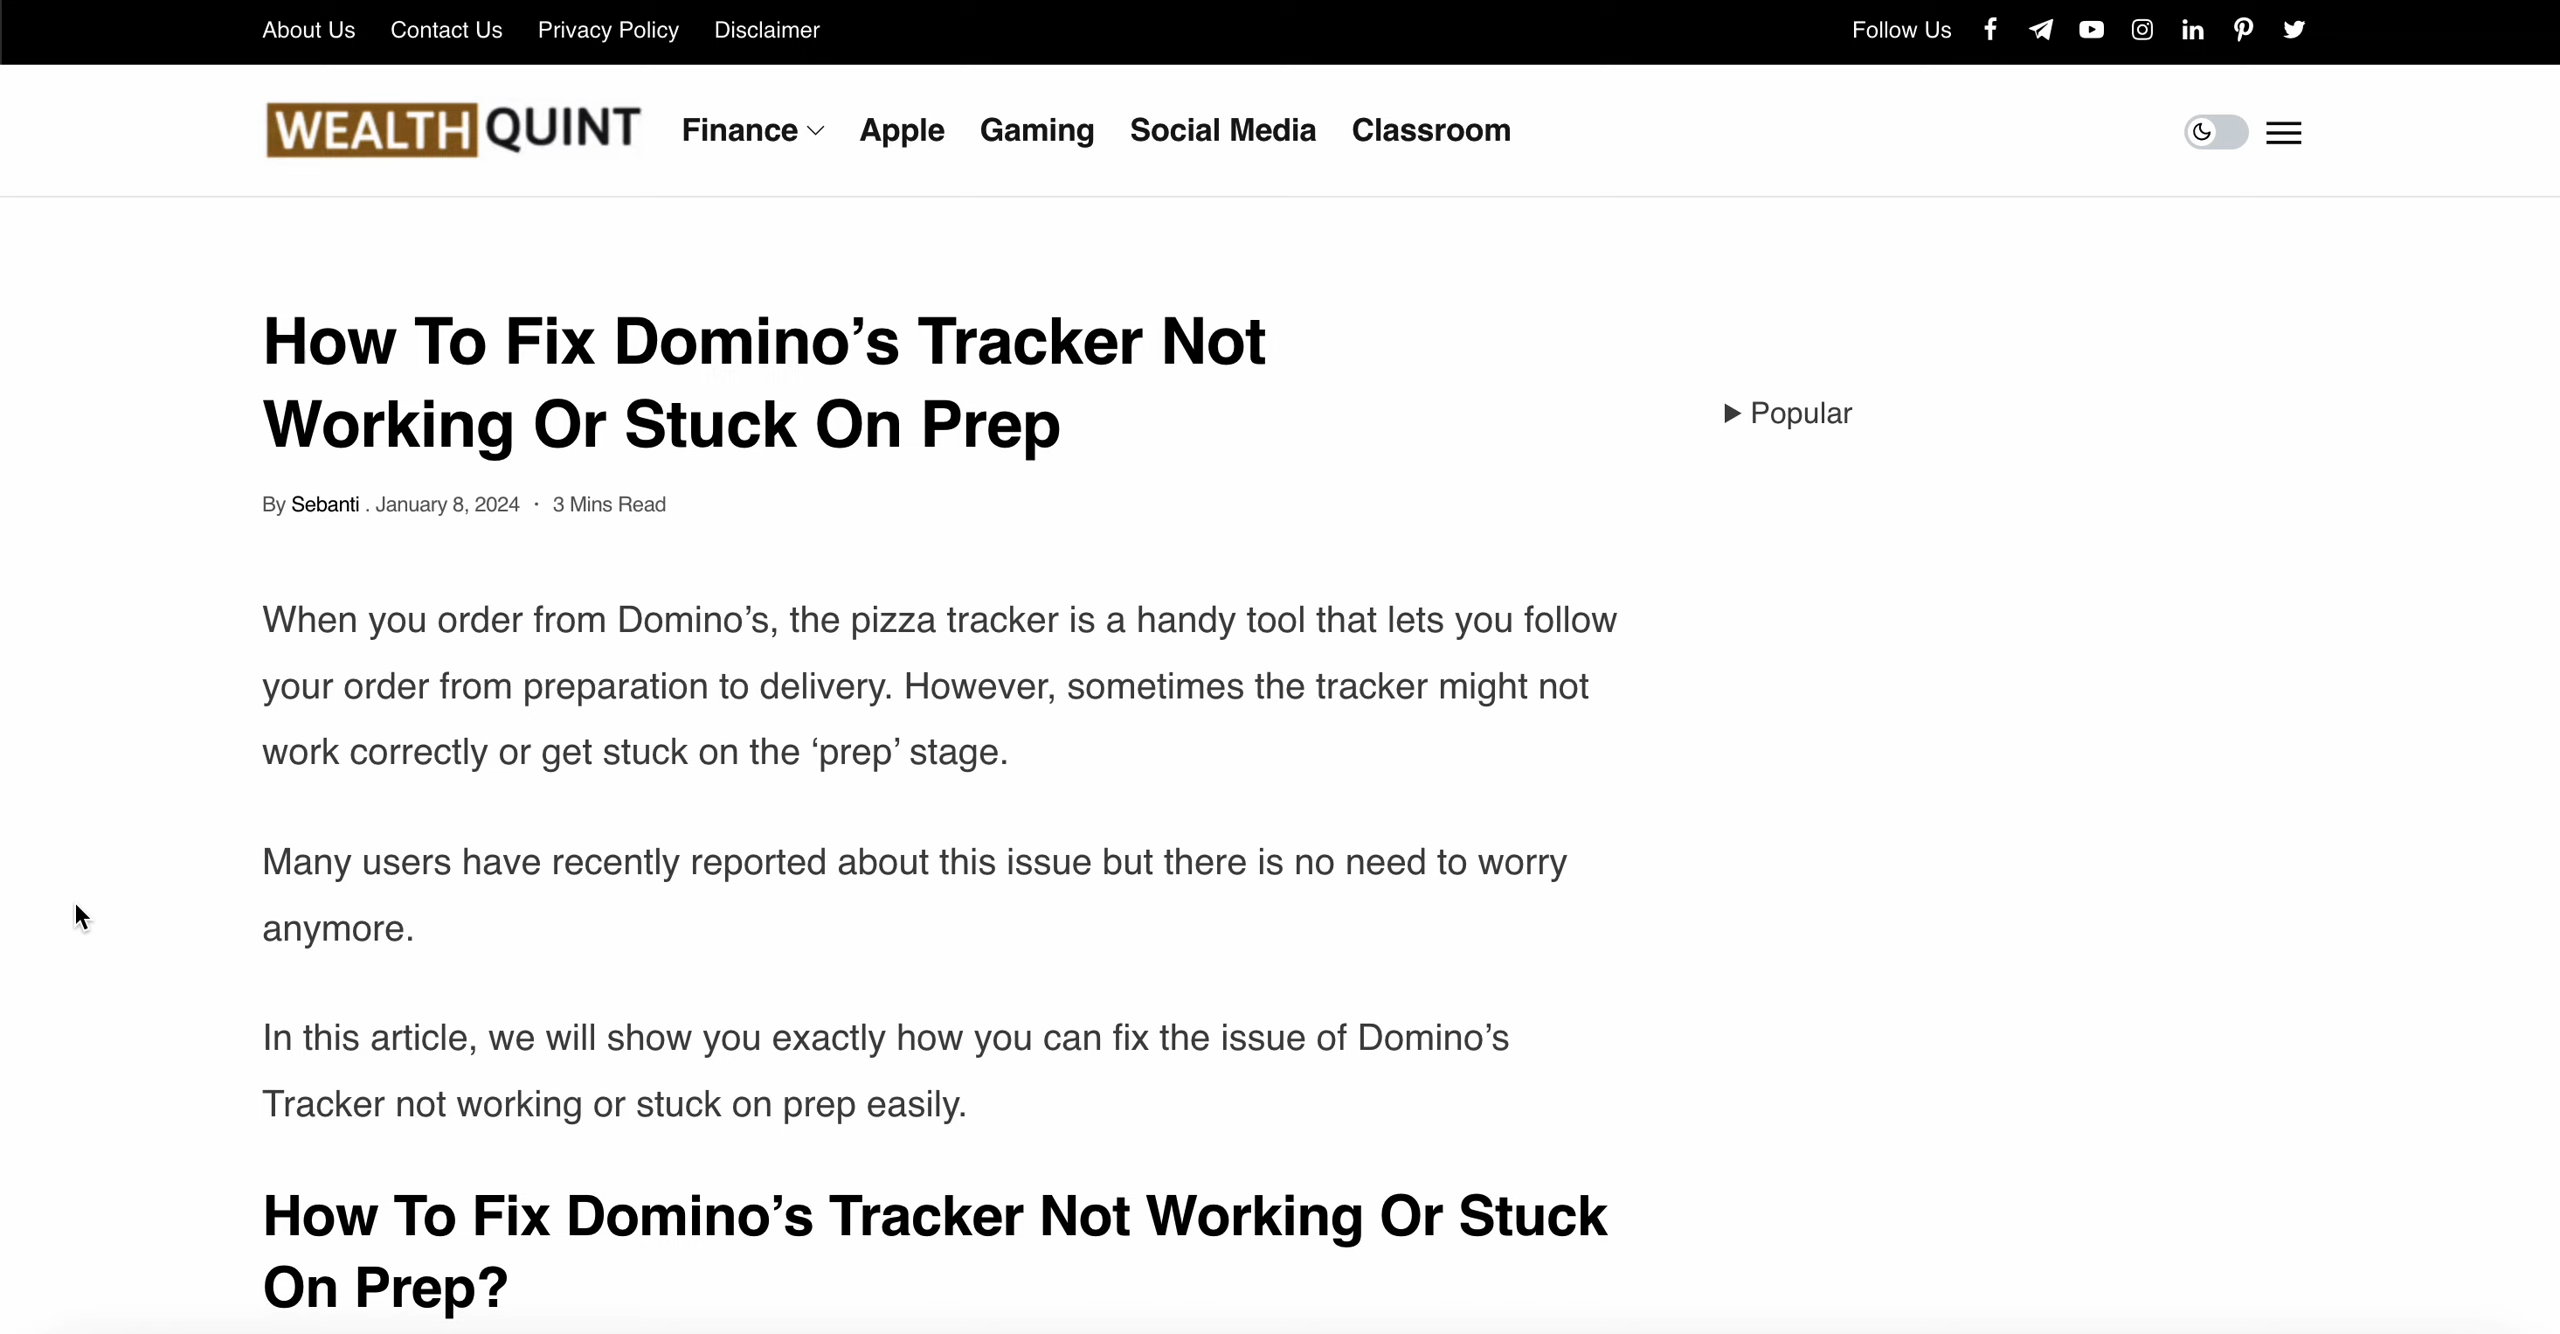 About Us Contact Us Privacy Policy Disclaimer Follow Us
WEALTH QUINT Finance Apple Gaming Social Media Classroom
How To Fix Domino’s Tracker Not
Working Or Stuck On Prep
Popular
By Sebanti . January 8, 2024 · 3 Mins Read
When you order from Domino’s, the pizza tracker is a handy tool that lets you follow
your order from preparation to delivery. However, sometimes the tracker might not
work correctly or get stuck on the ‘prep’ stage.
Many users have recently reported about this issue but there is no need to worry
anymore.
In this article, we will show you exactly how you can fix the issue of Domino’s
Tracker not working or stuck on prep easily.
How To Fix Domino’s Tracker Not Working Or Stuck
On Prep?